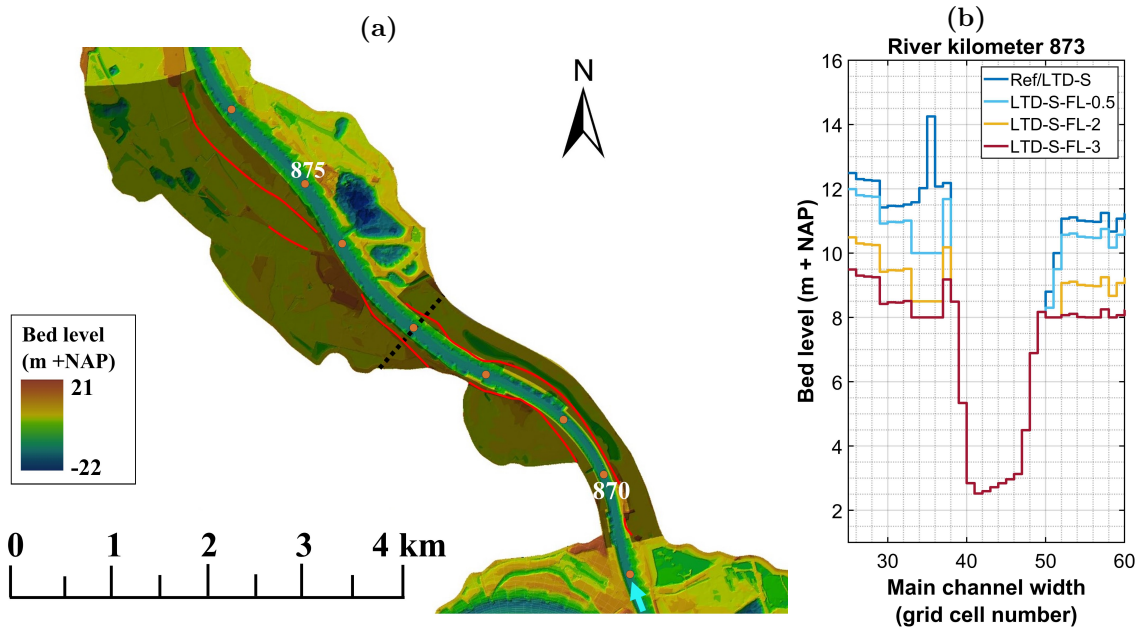 (a)
N
875
870
Bed level
(m +NAP)
21
-22
0 1 2 3 4 km
(b)
River kilometer 873
Ref/LTD-S
LTD-S-FL-0.5
LTD-S-FL-2
LTD-S-FL-3
Bed level (m + NAP)
16
14
12
10
8
6
4
2
30 40 50 60
Main channel width
(grid cell number)